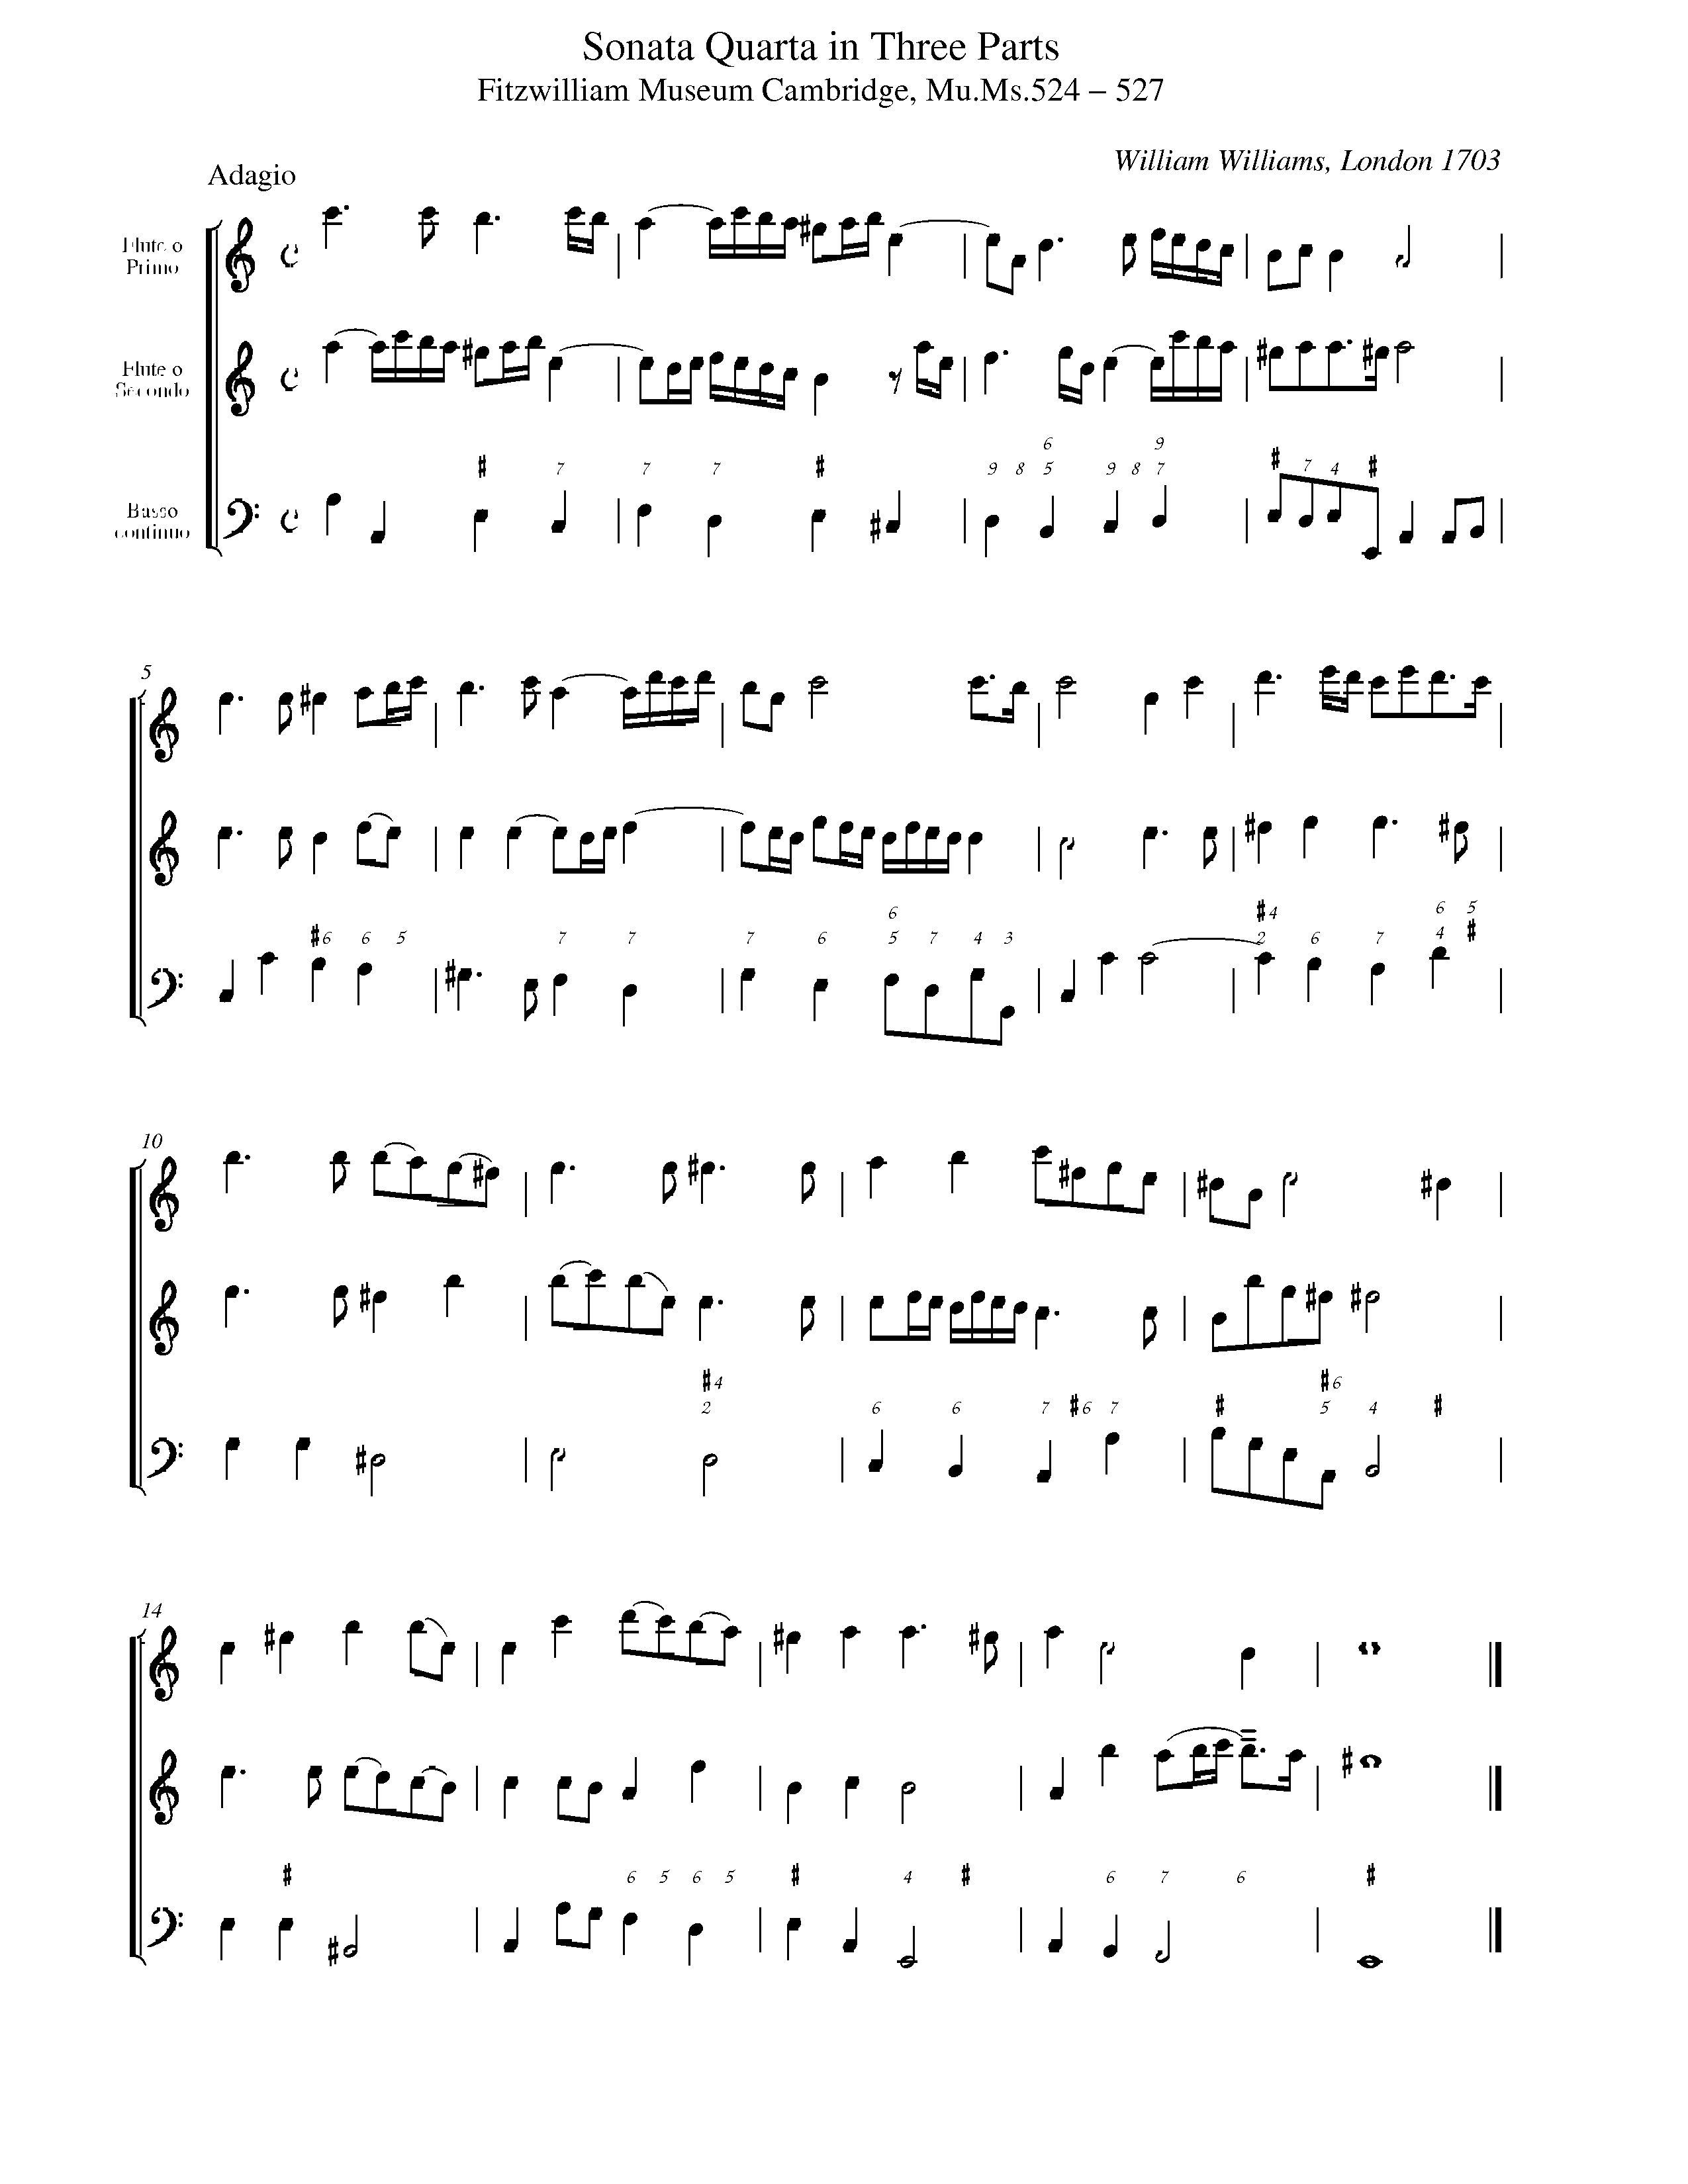 Sonata Quarta in Three Parts
Fitzwilliam Museum Cambridge, Mu.Ms.524 – 527
William Williams, London 1703
Adagio
Flute o
Primo
Flute o
Secondo
6 9
7 7 7 9 8 5 9 8 7 7 4
Basso
continuo
5
6 4 6 5
6 6 5 7 7 7 6 5 7 4 3 2 6 7 4
10
4 6
2 6 6 7 6 7 5 4
14
6 5 6 5 4 6 7 6